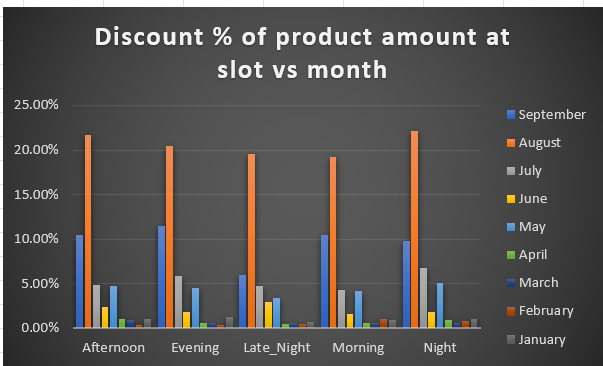 Discount % of product amount at
slot vs month
25.00%
20.00%
15.00%
10.00%
5.00%
0.00%
Afternoon Evening Late_Night Morning Night
September
August
July
June
May
April
March
February
January